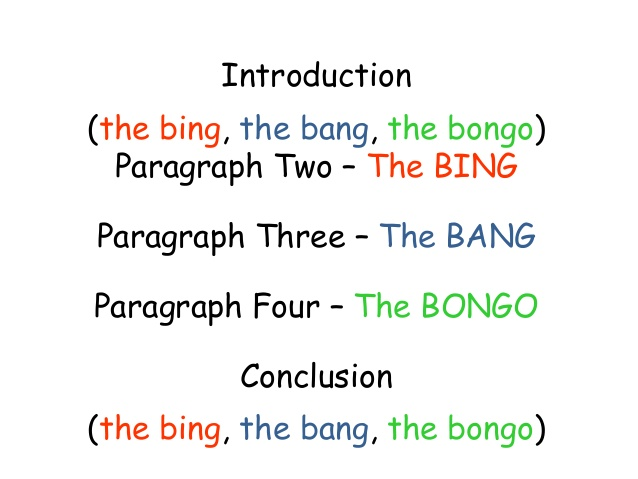 Introduction
(the bing, the bang, the bongo)
Paragraph Two – The BING
Paragraph Three – The BANG
Paragraph Four – The BONGO
Conclusion
(the bing, the bang, the bongo)